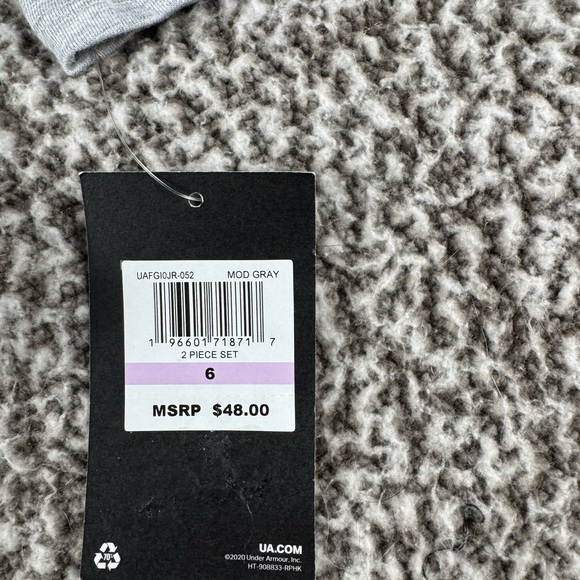 UAFGI0JR-052 MOD GRAY
1 96601 71871 7
2 PIECE SET
6
MSRP $48.00
70%
UA.COM
©2020 Under Armour, Inc.
HT-908833-RPHK